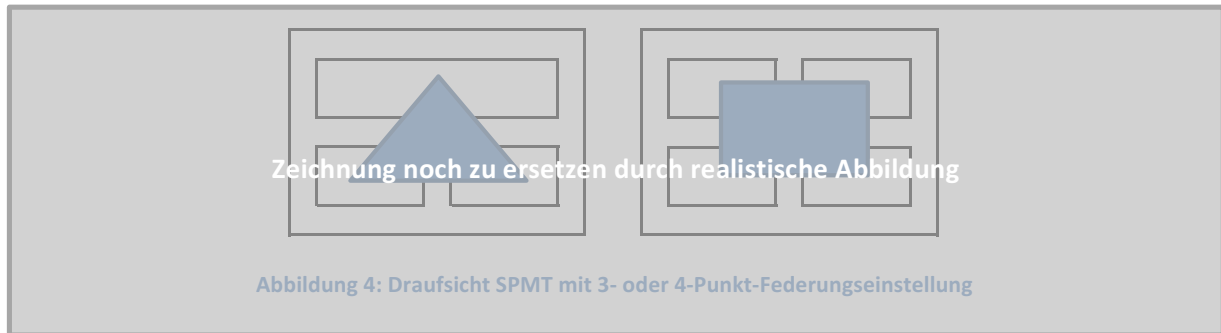 Zeichnung noch zu ersetzen durch realistische Abbildung
Abbildung 4: Draufsicht SPMT mit 3- oder 4-Punkt-Federungseinstellung